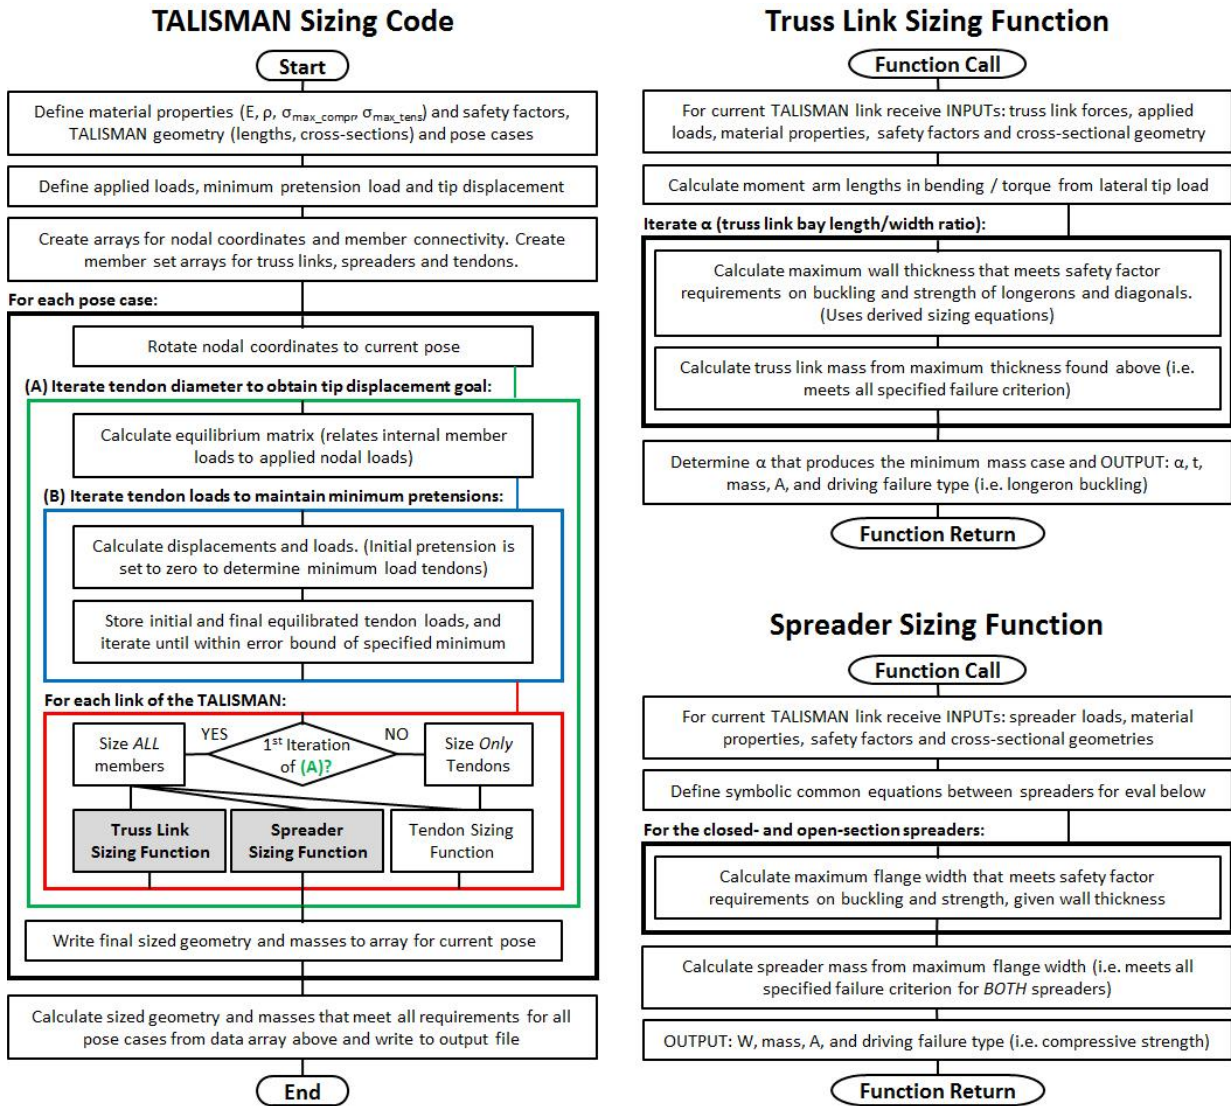 TALISMAN Sizing Code
Start
Define material properties (E, ρ, σmax_compr, σmax_tens) and safety factors,
TALISMAN geometry (lengths, cross-sections) and pose cases
Define applied loads, minimum pretension load and tip displacement
Create arrays for nodal coordinates and member connectivity. Create
member set arrays for truss links, spreaders and tendons.
For each pose case:
Rotate nodal coordinates to current pose
(A) Iterate tendon diameter to obtain tip displacement goal:
Calculate equilibrium matrix (relates internal member
loads to applied nodal loads)
(B) Iterate tendon loads to maintain minimum pretensions:
Calculate displacements and loads. (Initial pretension is
set to zero to determine minimum load tendons)
Store initial and final equilibrated tendon loads, and
iterate until within error bound of specified minimum
For each link of the TALISMAN:
Size ALL
members
YES
1st Iteration
of (A)?
NO
Size Only
Tendons
Truss Link
Sizing Function
Spreader
Sizing Function
Tendon Sizing
Function
Write final sized geometry and masses to array for current pose
Calculate sized geometry and masses that meet all requirements for all
pose cases from data array above and write to output file
End
Truss Link Sizing Function
Function Call
For current TALISMAN link receive INPUTs: truss link forces, applied
loads, material properties, safety factors and cross-sectional geometry
Calculate moment arm lengths in bending / torque from lateral tip load
Iterate α (truss link bay length/width ratio):
Calculate maximum wall thickness that meets safety factor
requirements on buckling and strength of longerons and diagonals.
(Uses derived sizing equations)
Calculate truss link mass from maximum thickness found above (i.e.
meets all specified failure criterion)
Determine α that produces the minimum mass case and OUTPUT: α, t,
mass, A, and driving failure type (i.e. longeron buckling)
Function Return
Spreader Sizing Function
Function Call
For current TALISMAN link receive INPUTs: spreader loads, material
properties, safety factors and cross-sectional geometries
Define symbolic common equations between spreaders for eval below
For the closed- and open-section spreaders:
Calculate maximum flange width that meets safety factor
requirements on buckling and strength, given wall thickness
Calculate spreader mass from maximum flange width (i.e. meets all
specified failure criterion for BOTH spreaders)
OUTPUT: W, mass, A, and driving failure type (i.e. compressive strength)
Function Return